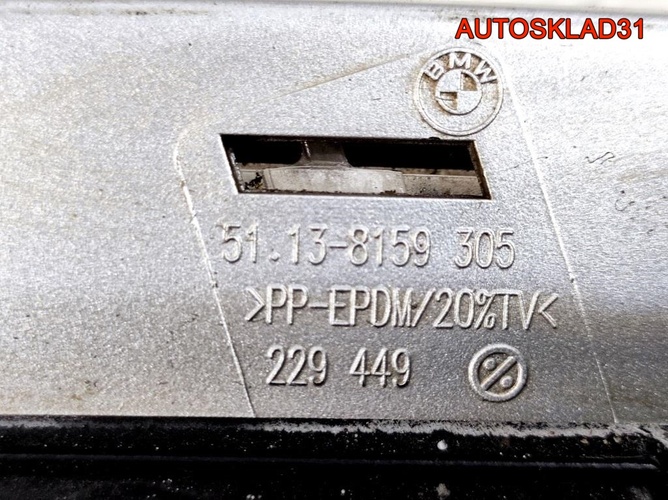 AUTOSKLAD31
BMW
51.13-8159 305
>PP-EPDM/20%TV<
229 449